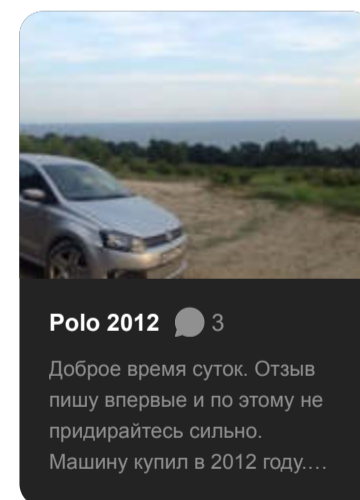 Polo 2012 3
Доброе время суток. Отзыв
пишу впервые и по этому не
придирайтесь сильно.
Машину купил в 2012 году....